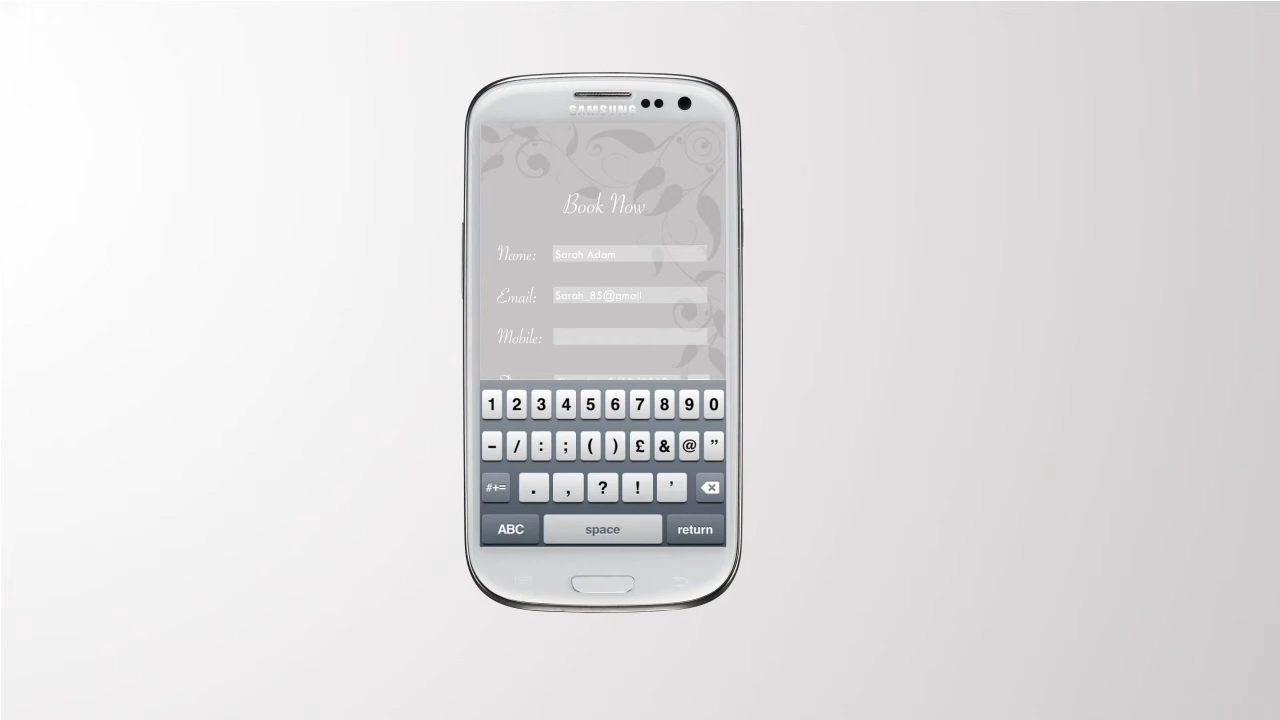 SAMSUNG
Book Now
Name: Sarah Adam
Email: Sarah_85@gmail
Mobile:
1 2 3 4 5 6 7 8 9 0
- / : ; ( ) £ & @ "
#+= . , ? ! '
ABC space return